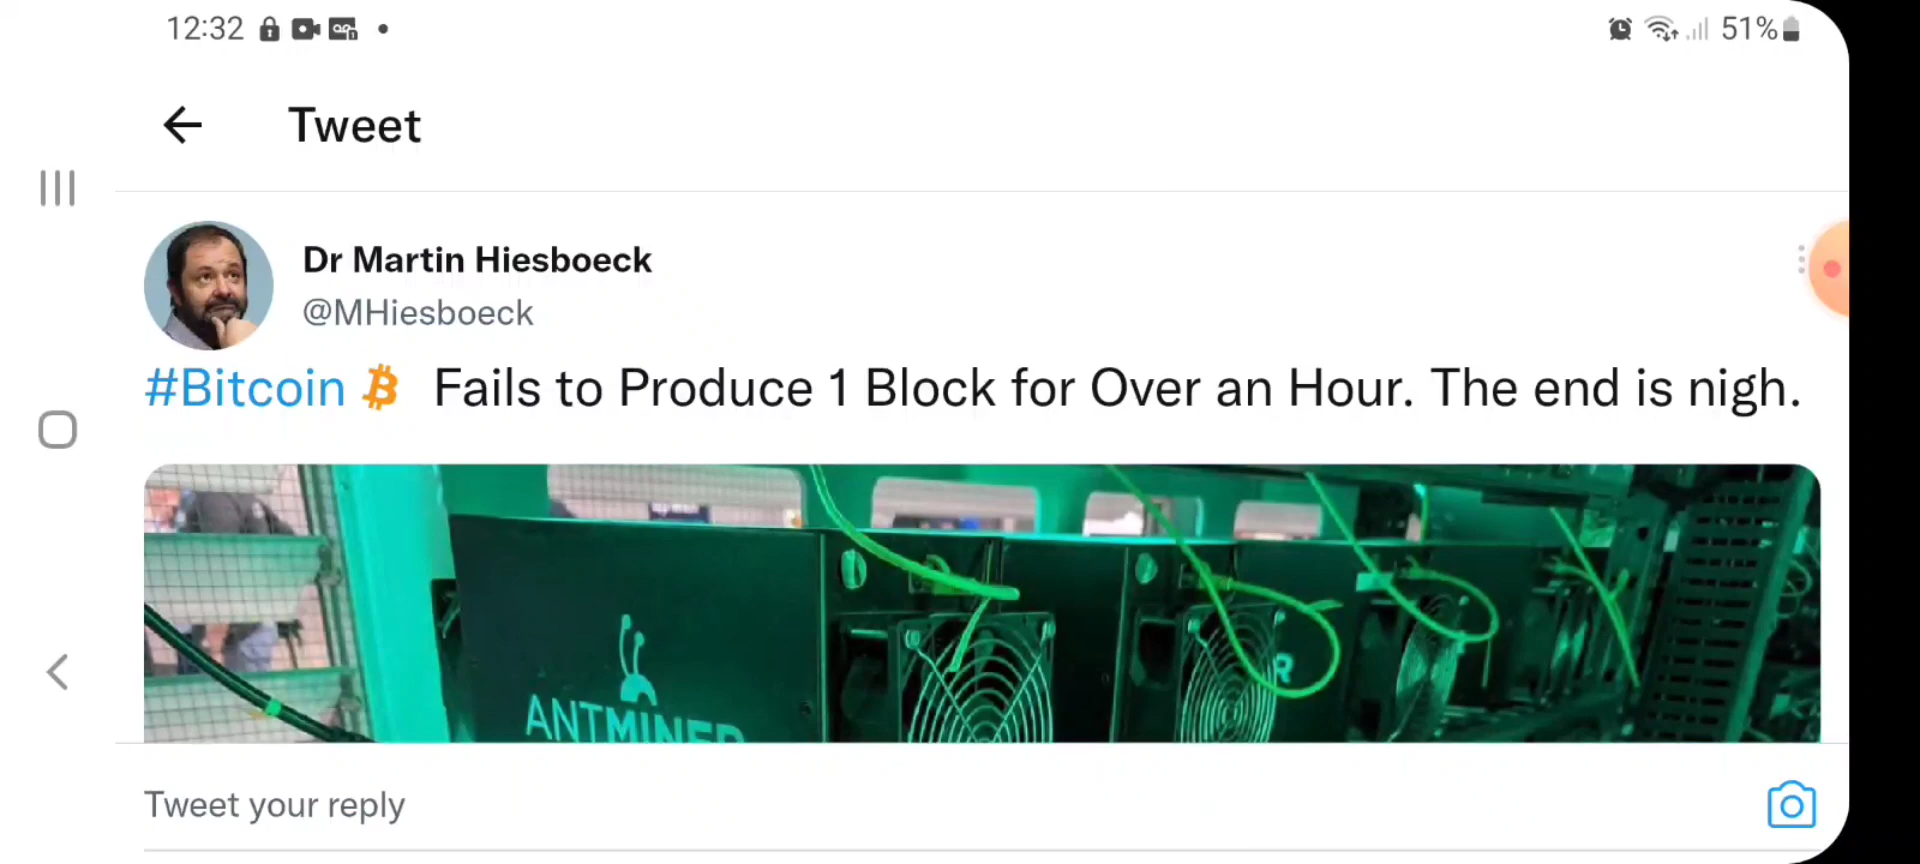 12:32 51%
Tweet
Dr Martin Hiesboeck
@MHiesboeck
#Bitcoin Fails to Produce 1 Block for Over an Hour. The end is nigh.
ANTMINER
R
Tweet your reply